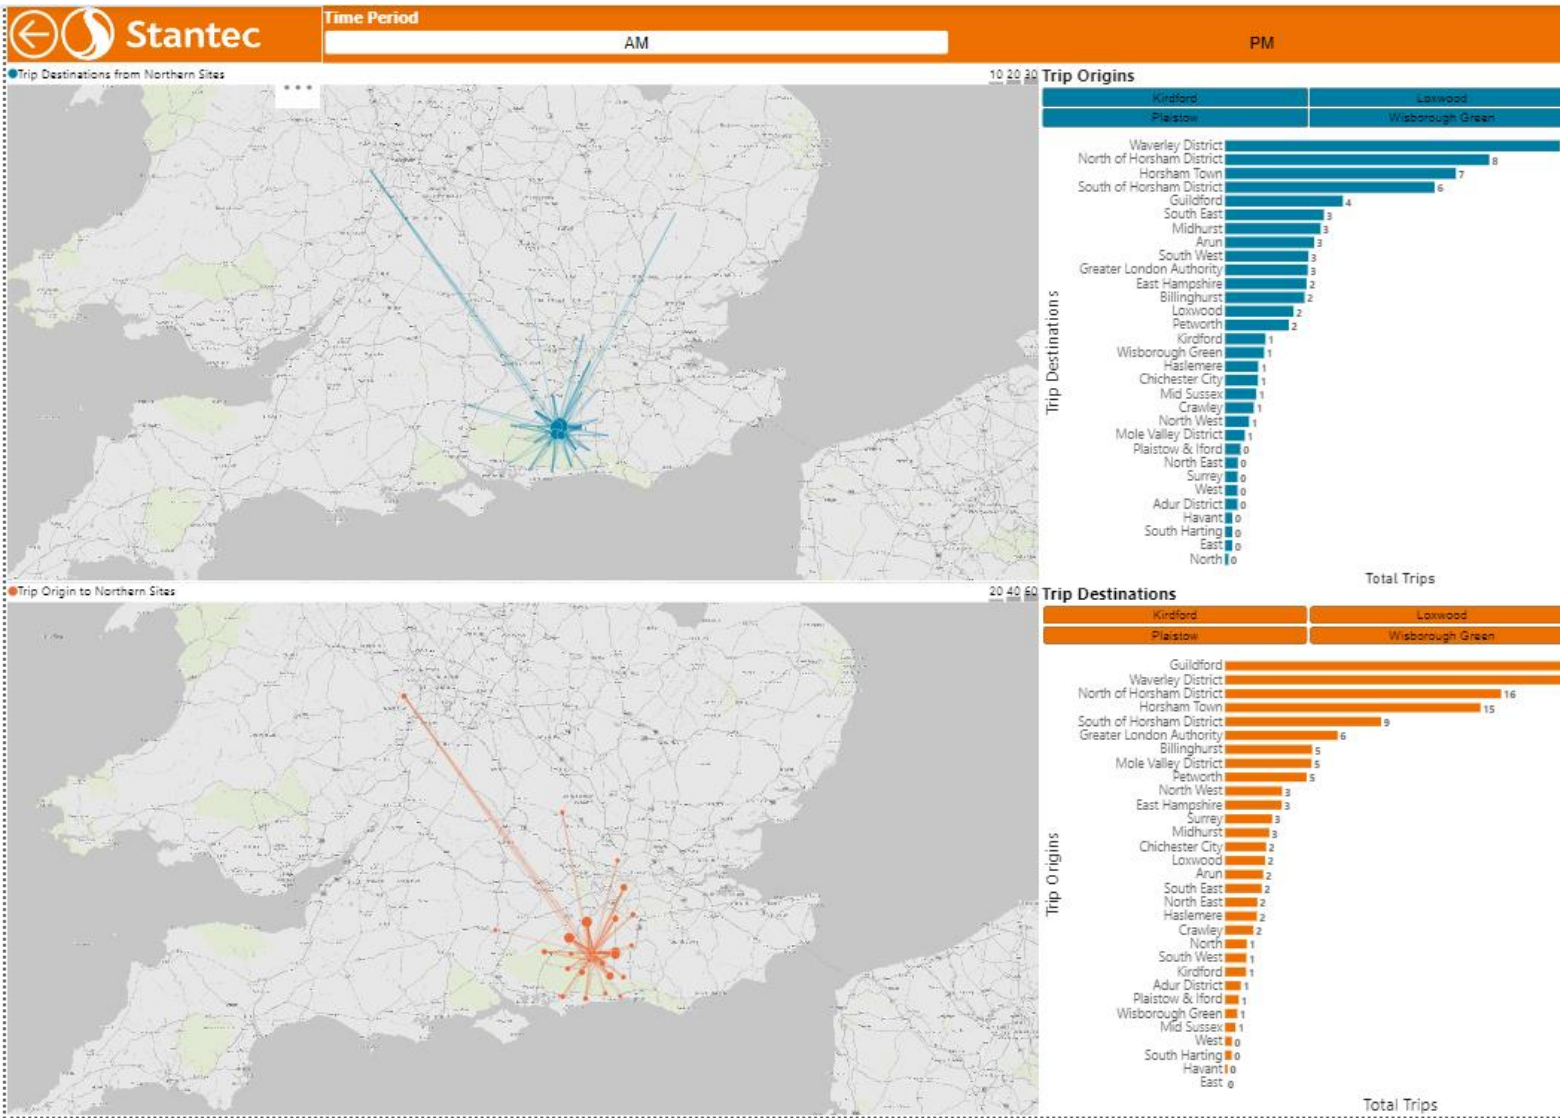 Stantec
Time Period
AM
PM
Trip Destinations from Northern Sites
10 20 30
Trip Origins
Kirdford
Loxwood
Plaistow
Wisborough Green
Trip Destinations
Waverley District
North of Horsham District 8
Horsham Town 7
South of Horsham District 6
Guildford 4
South East 3
Midhurst 3
Arun 3
South West 3
Greater London Authority 3
East Hampshire 2
Billinghurst 2
Loxwood 2
Petworth 2
Kirdford 1
Wisborough Green 1
Haslemere 1
Chichester City 1
Mid Sussex 1
Crawley 1
North West 1
Mole Valley District 1
Plaistow & Iford 0
North East 0
Surrey 0
West 0
Adur District 0
Havant 0
South Harting 0
East 0
North 0
Total Trips
Trip Origin to Northern Sites
20 40 60
Trip Destinations
Kirdford
Loxwood
Plaistow
Wisborough Green
Trip Origins
Guildford
Waverley District
North of Horsham District 16
Horsham Town 15
South of Horsham District 9
Greater London Authority 6
Billinghurst 5
Mole Valley District 5
Petworth 5
North West 3
East Hampshire 3
Surrey 3
Midhurst 3
Chichester City 2
Loxwood 2
Arun 2
South East 2
North East 2
Haslemere 2
Crawley 2
North 1
South West 1
Kirdford 1
Adur District 1
Plaistow & Iford 1
Wisborough Green 1
Mid Sussex 1
West 0
South Harting 0
Havant 0
East 0
Total Trips